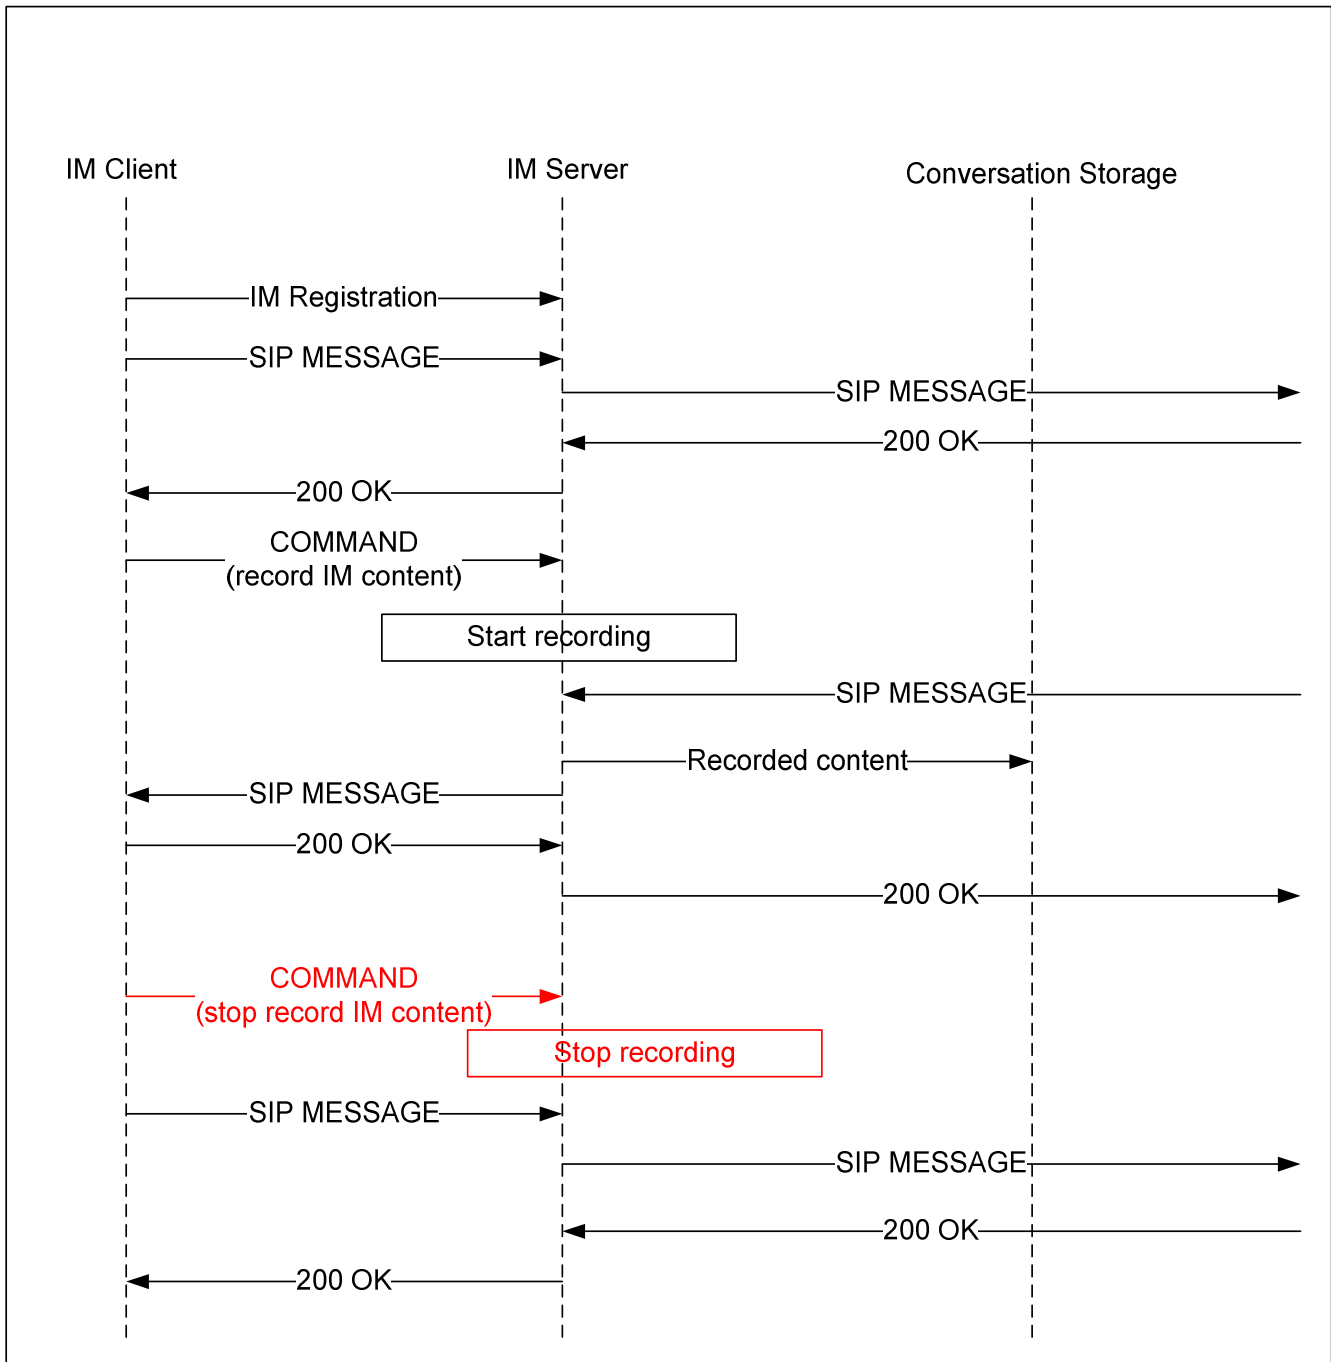 IM Client
IM Server
Conversation Storage
IM Registration
SIP MESSAGE
SIP MESSAGE
200 OK
200 OK
COMMAND
(record IM content)
Start recording
SIP MESSAGE
Recorded content
SIP MESSAGE
200 OK
200 OK
COMMAND
(stop record IM content)
Stop recording
SIP MESSAGE
SIP MESSAGE
200 OK
200 OK